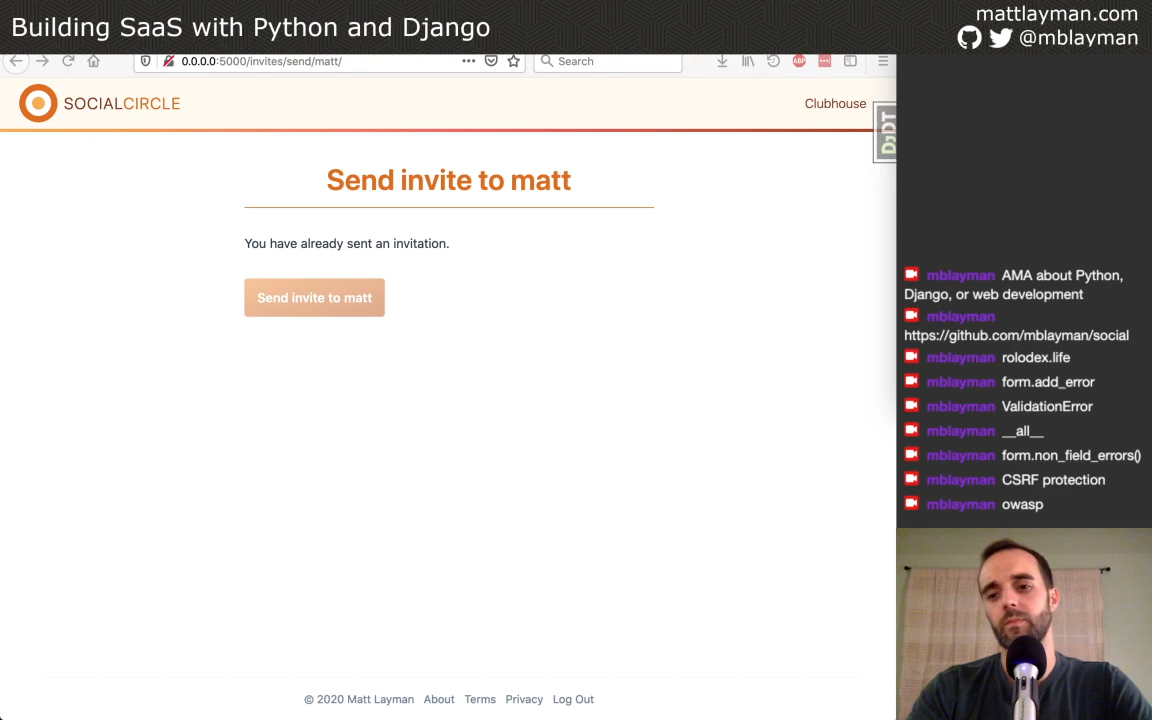 Building SaaS with Python and Django
mattlayman.com
@mblayman
0.0.0.0:5000/invites/send/matt/
Search
ABP
SOCIALCIRCLE
Clubhouse
DjDT
Send invite to matt
You have already sent an invitation.
Send invite to matt
© 2020 Matt Layman About Terms Privacy Log Out
mblayman AMA about Python,
Django, or web development
mblayman
https://github.com/mblayman/social
mblayman rolodex.life
mblayman form.add_error
mblayman ValidationError
mblayman __all__
mblayman form.non_field_errors()
mblayman CSRF protection
mblayman owasp